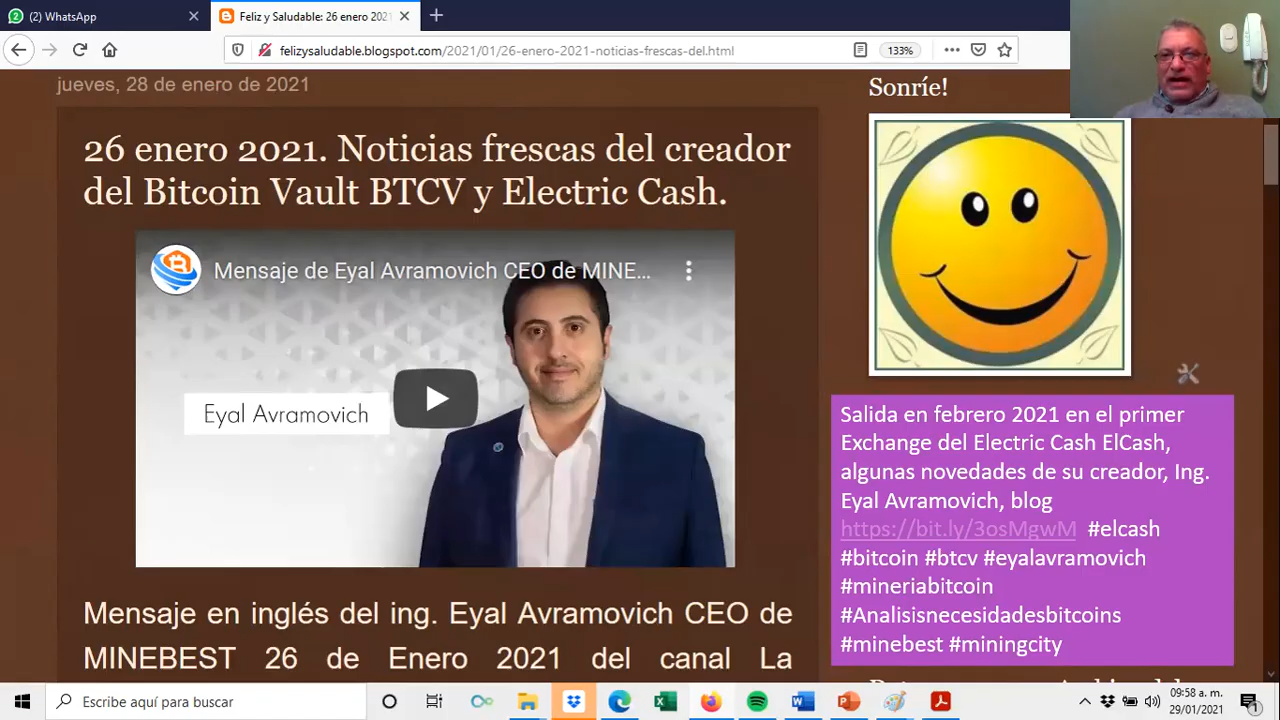 (2) WhatsApp
Feliz y Saludable: 26 enero 202
felizysaludable.blogspot.com/2021/01/26-enero-2021-noticias-frescas-del.html
133%
jueves, 28 de enero de 2021
26 enero 2021. Noticias frescas del creador
del Bitcoin Vault BTCV y Electric Cash.
Mensaje de Eyal Avramovich CEO de MINE...
Eyal Avramovich
Mensaje en inglés del ing. Eyal Avramovich CEO de
MINEBEST 26 de Enero 2021 del canal La
Sonríe!
Salida en febrero 2021 en el primer
Exchange del Electric Cash ElCash,
algunas novedades de su creador, Ing.
Eyal Avramovich, blog
https://bit.ly/3osMgwM #elcash
#bitcoin #btcv #eyalavramovich
#mineriabitcoin
#Analisisnecesidadesbitcoins
#minebest #miningcity
Escribe aquí para buscar
09:58 a. m.
29/01/2021
1